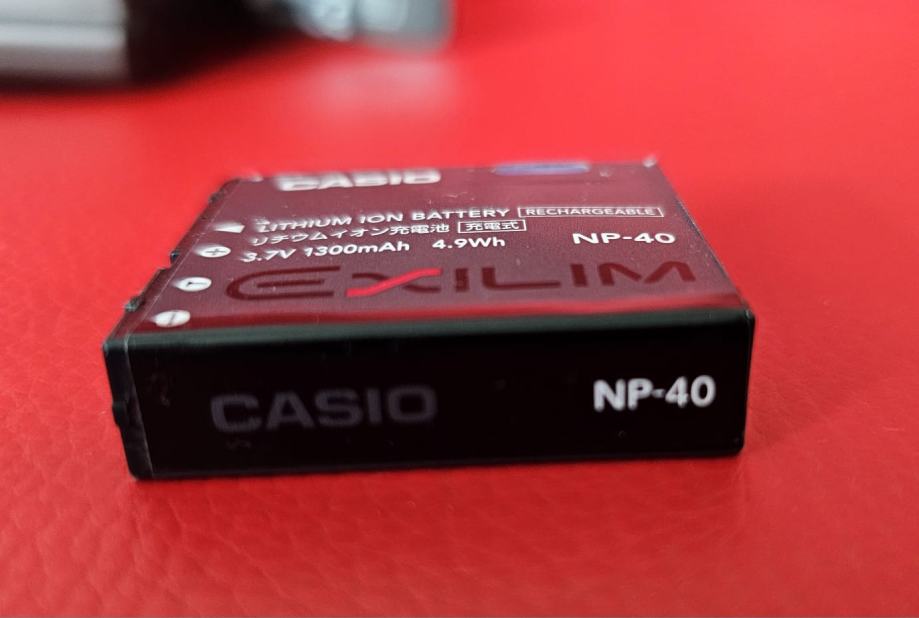 CASIO
LITHIUM ION BATTERY RECHARGEABLE
リチウムイオン充電池 充電式
3.7V 1300mAh 4.9Wh NP-40
EXILIM
CASIO NP-40